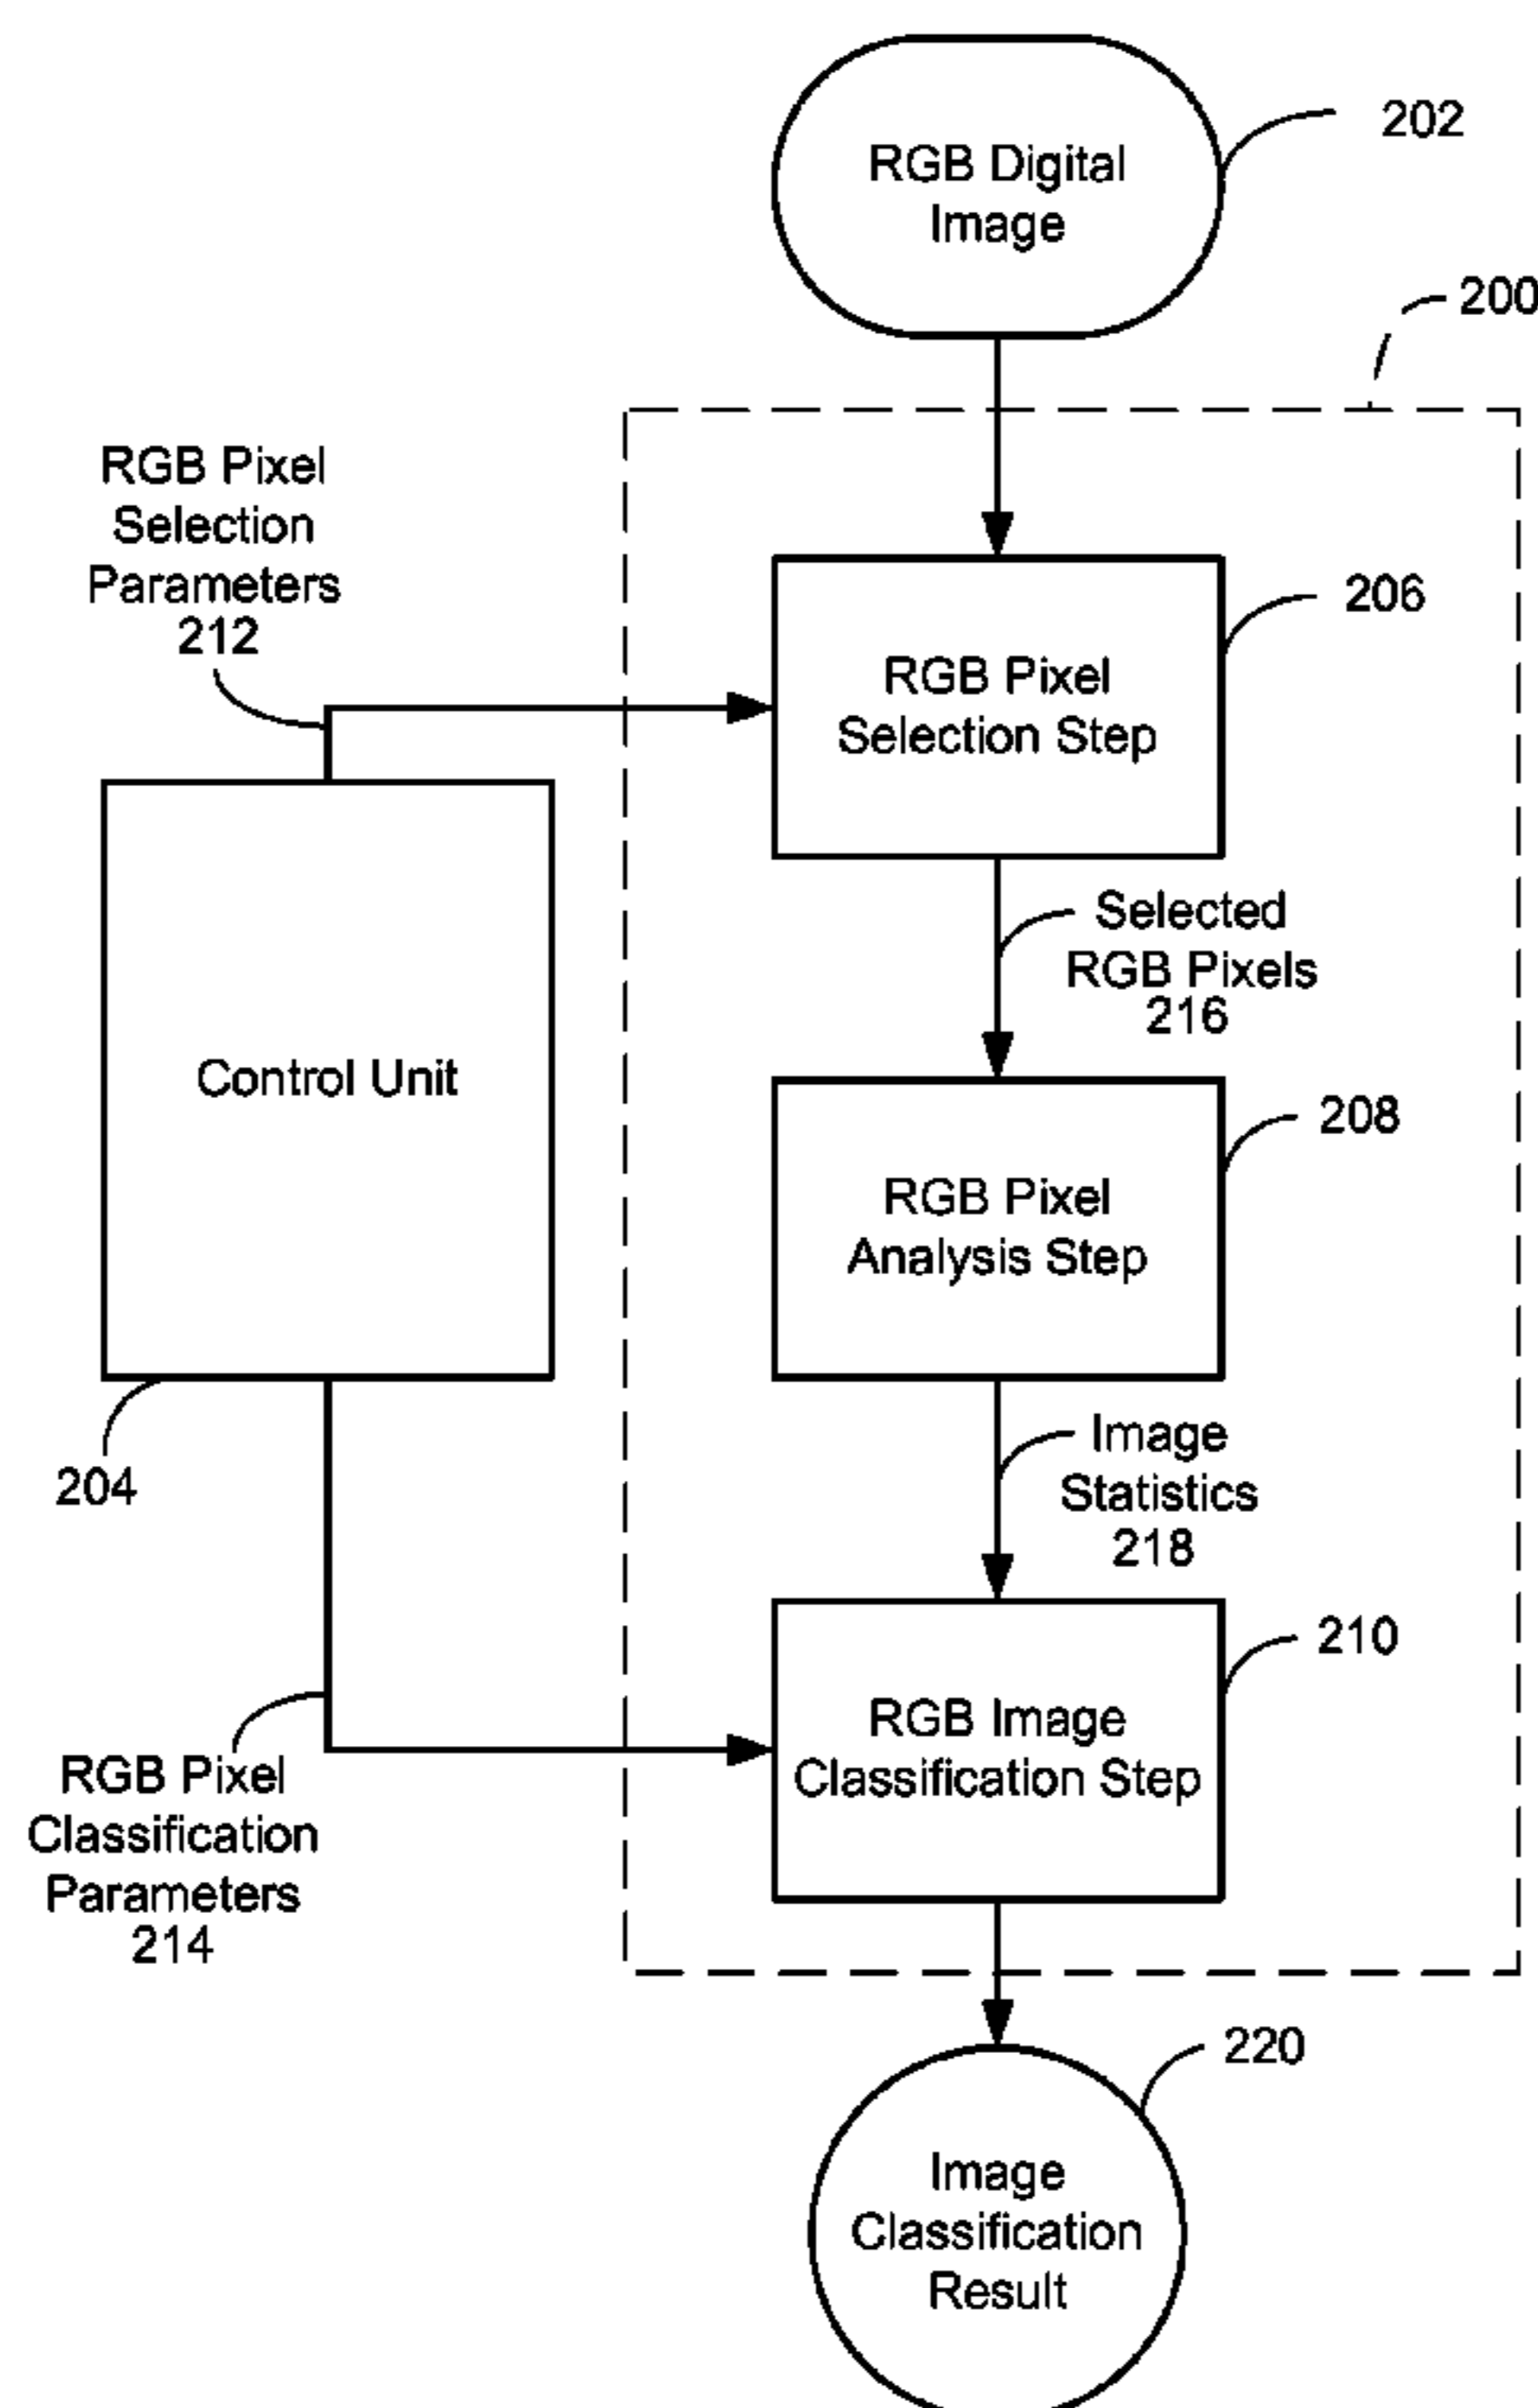 RGB Digital
Image
202
200
RGB Pixel
Selection
Parameters
212
RGB Pixel
Selection Step
206
Selected
RGB Pixels
216
Control Unit
204
RGB Pixel
Analysis Step
208
Image
Statistics
218
RGB Image
Classification Step
210
RGB Pixel
Classification
Parameters
214
220
Image
Classification
Result